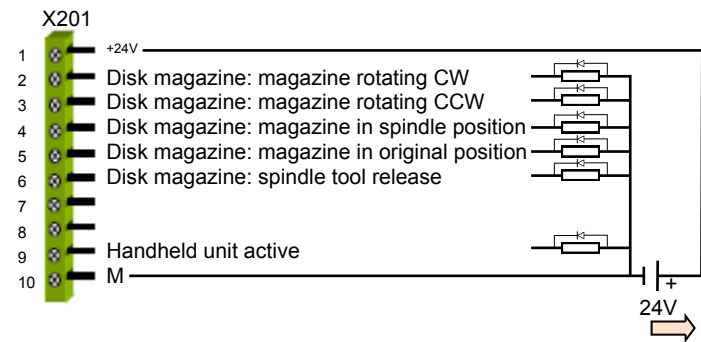 X201
1 +24V
2 Disk magazine: magazine rotating CW
3 Disk magazine: magazine rotating CCW
4 Disk magazine: magazine in spindle position
5 Disk magazine: magazine in original position
6 Disk magazine: spindle tool release
7
8
9 Handheld unit active
10 M
+
24V